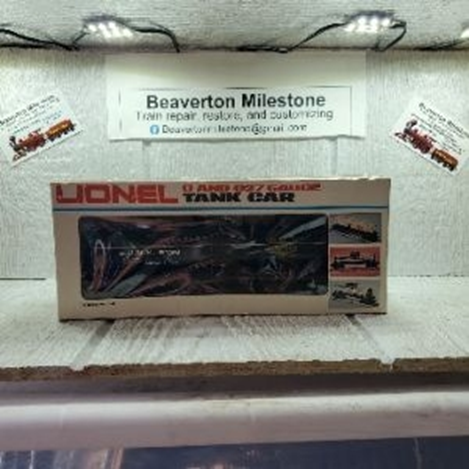 Beaverton Milestone
Train repair, restore, and customizing
Beavertonmilestone@gmail.com
LIONEL
O AND O27 GAUGE
TANK CAR